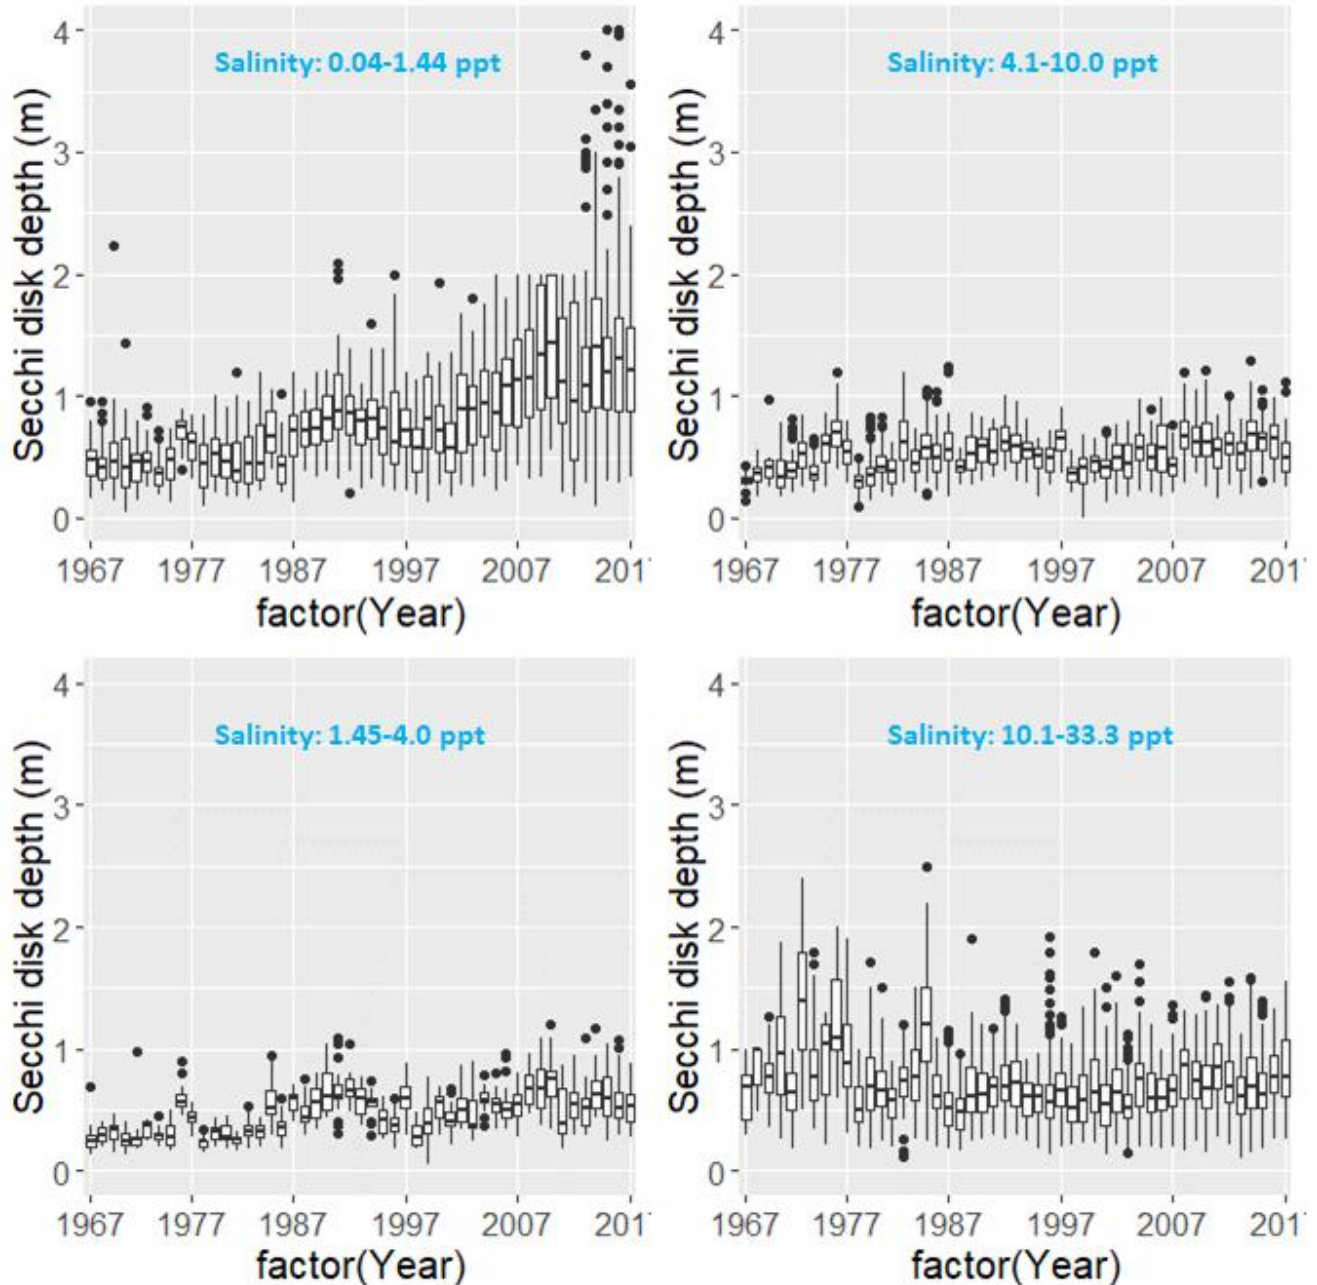 Salinity: 0.04-1.44 ppt
Secchi disk depth (m)
4
3
2
1
0
1967 1977 1987 1997 2007 201
factor(Year)
Salinity: 4.1-10.0 ppt
Secchi disk depth (m)
4
3
2
1
0
1967 1977 1987 1997 2007 201
factor(Year)
Salinity: 1.45-4.0 ppt
Secchi disk depth (m)
4
3
2
1
0
1967 1977 1987 1997 2007 201
factor(Year)
Salinity: 10.1-33.3 ppt
Secchi disk depth (m)
4
3
2
1
0
1967 1977 1987 1997 2007 201
factor(Year)